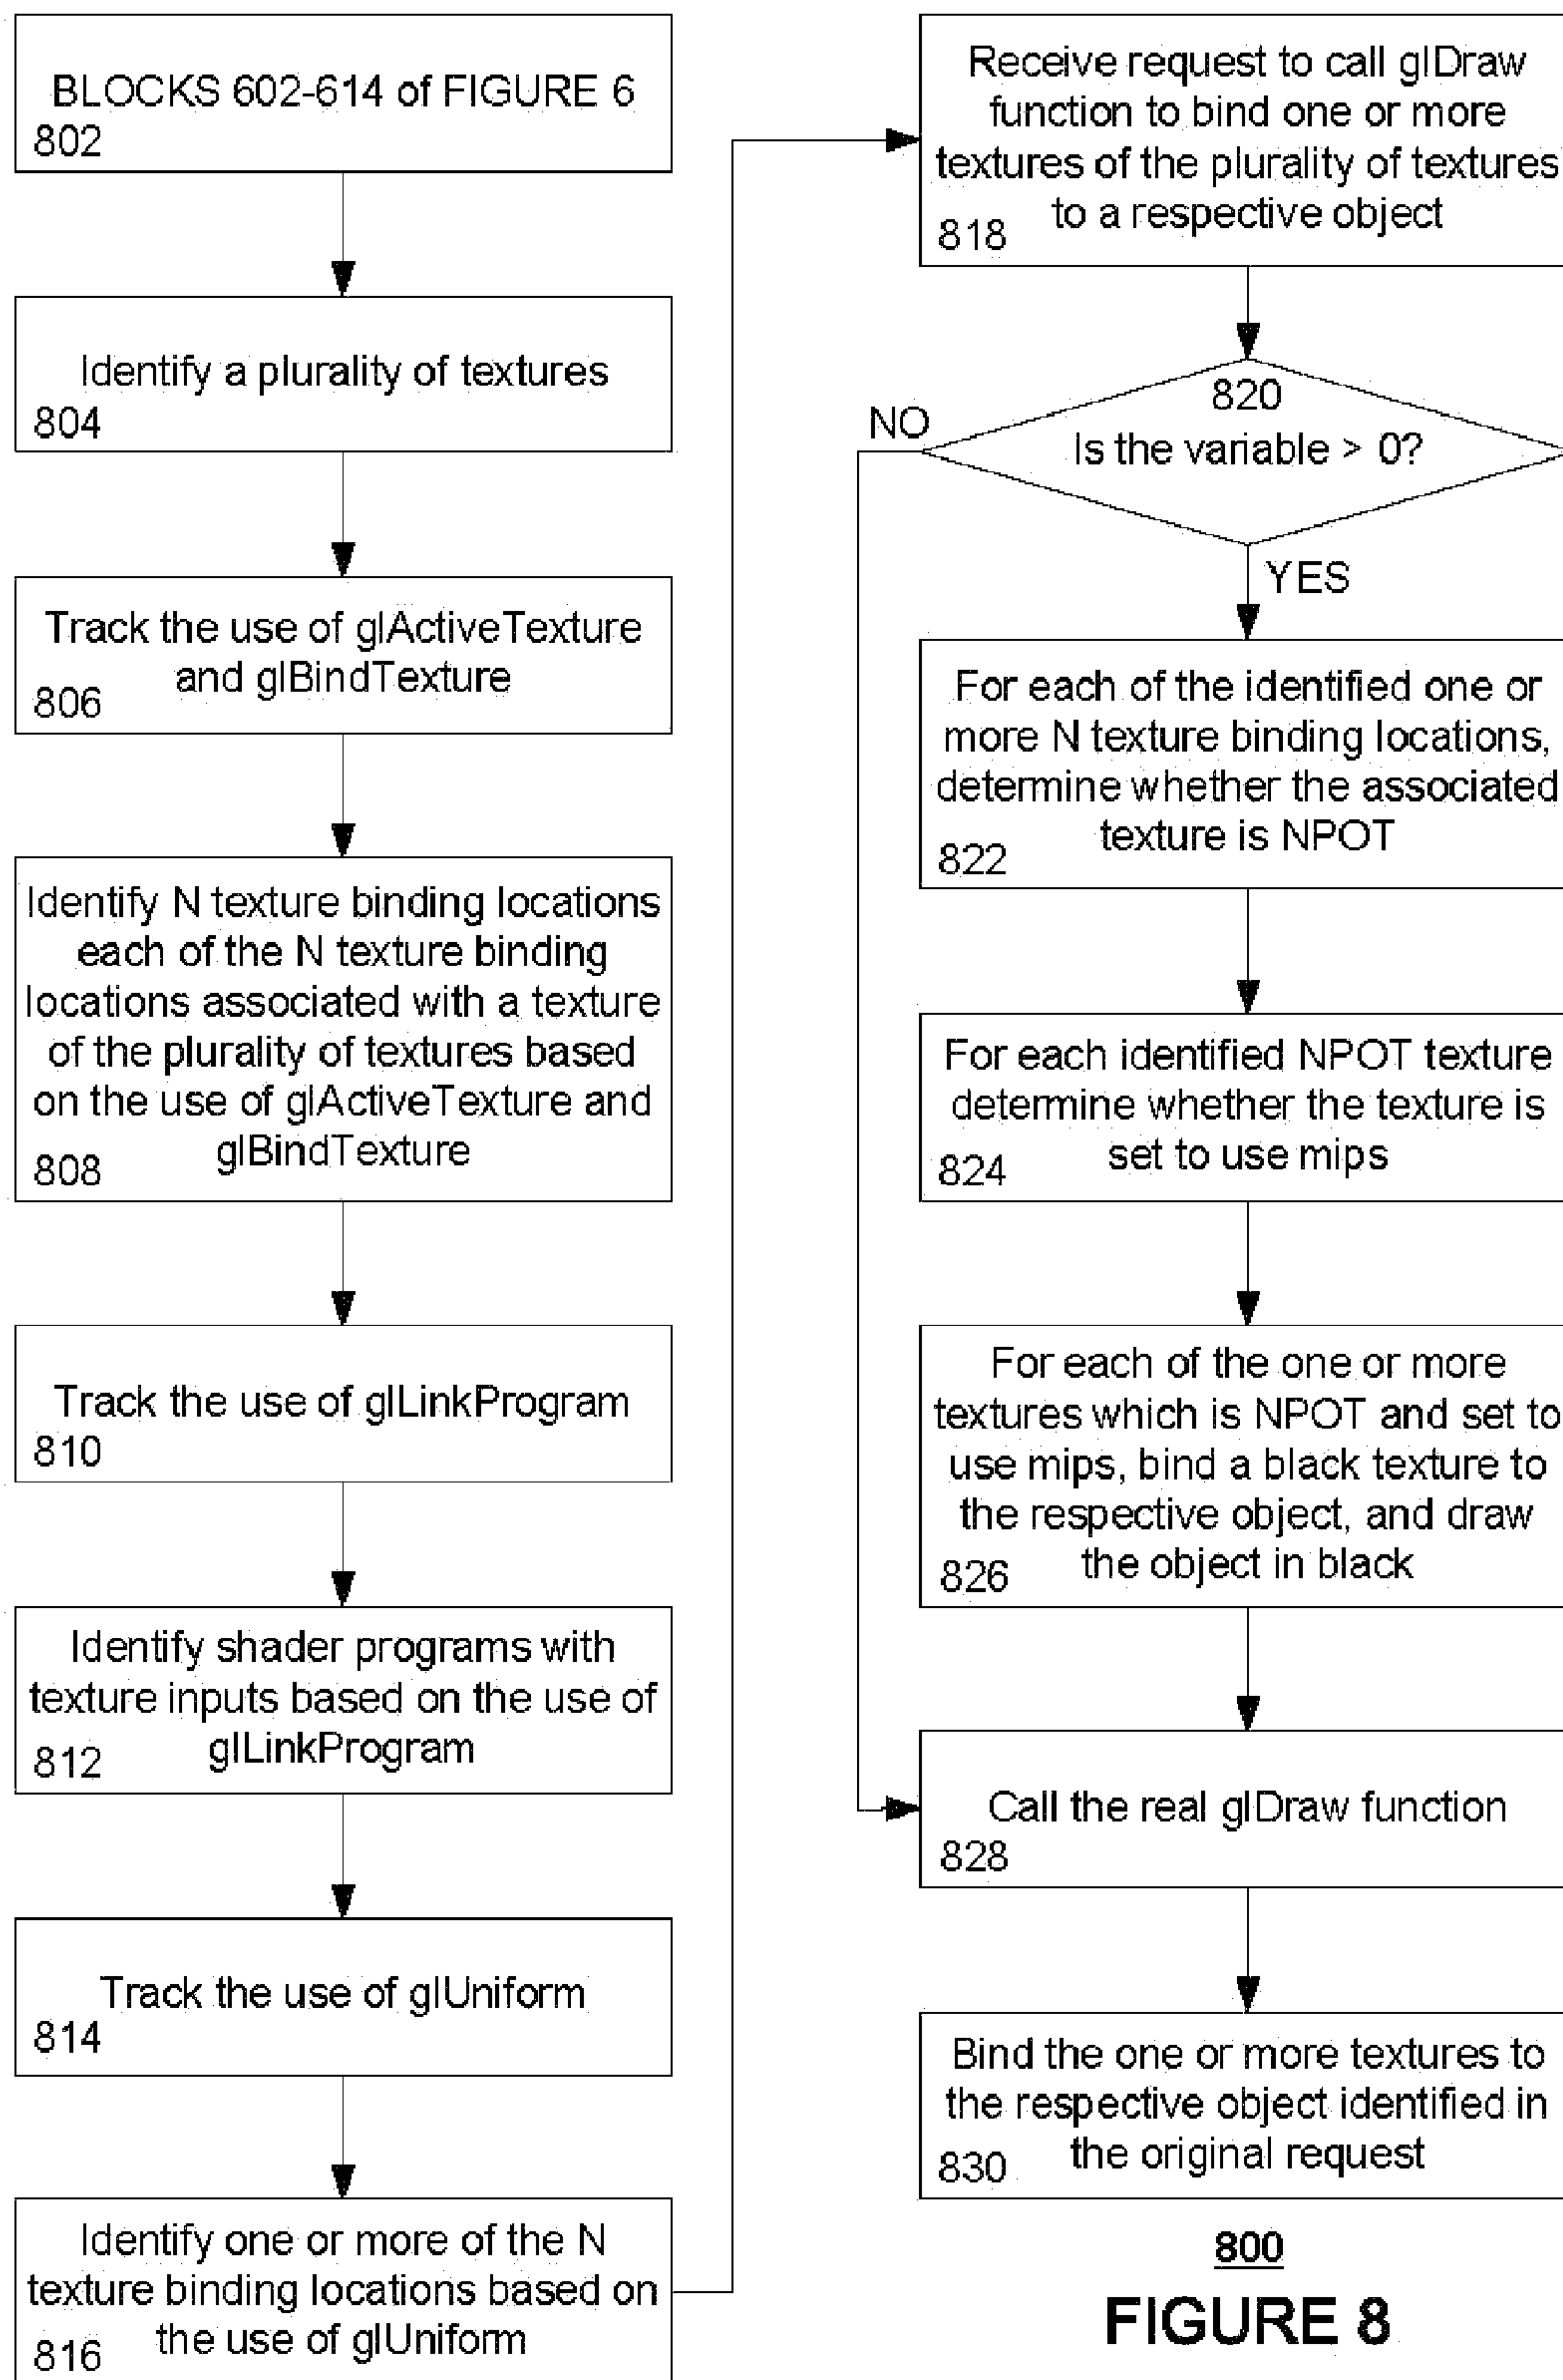 BLOCKS 602-614 of FIGURE 6
802
Identify a plurality of textures
804
Track the use of glActiveTexture
and glBindTexture
806
Identify N texture binding locations
each of the N texture binding
locations associated with a texture
of the plurality of textures based
on the use of glActiveTexture and
glBindTexture
808
Track the use of glLinkProgram
810
Identify shader programs with
texture inputs based on the use of
glLinkProgram
812
Track the use of glUniform
814
Identify one or more of the N
texture binding locations based on
the use of glUniform
816
Receive request to call glDraw
function to bind one or more
textures of the plurality of textures
to a respective object
818
820
Is the variable > 0?
NO
YES
For each of the identified one or
more N texture binding locations,
determine whether the associated
texture is NPOT
822
For each identified NPOT texture
determine whether the texture is
set to use mips
824
For each of the one or more
textures which is NPOT and set to
use mips, bind a black texture to
the respective object, and draw
the object in black
826
Call the real glDraw function
828
Bind the one or more textures to
the respective object identified in
the original request
830
800
FIGURE 8